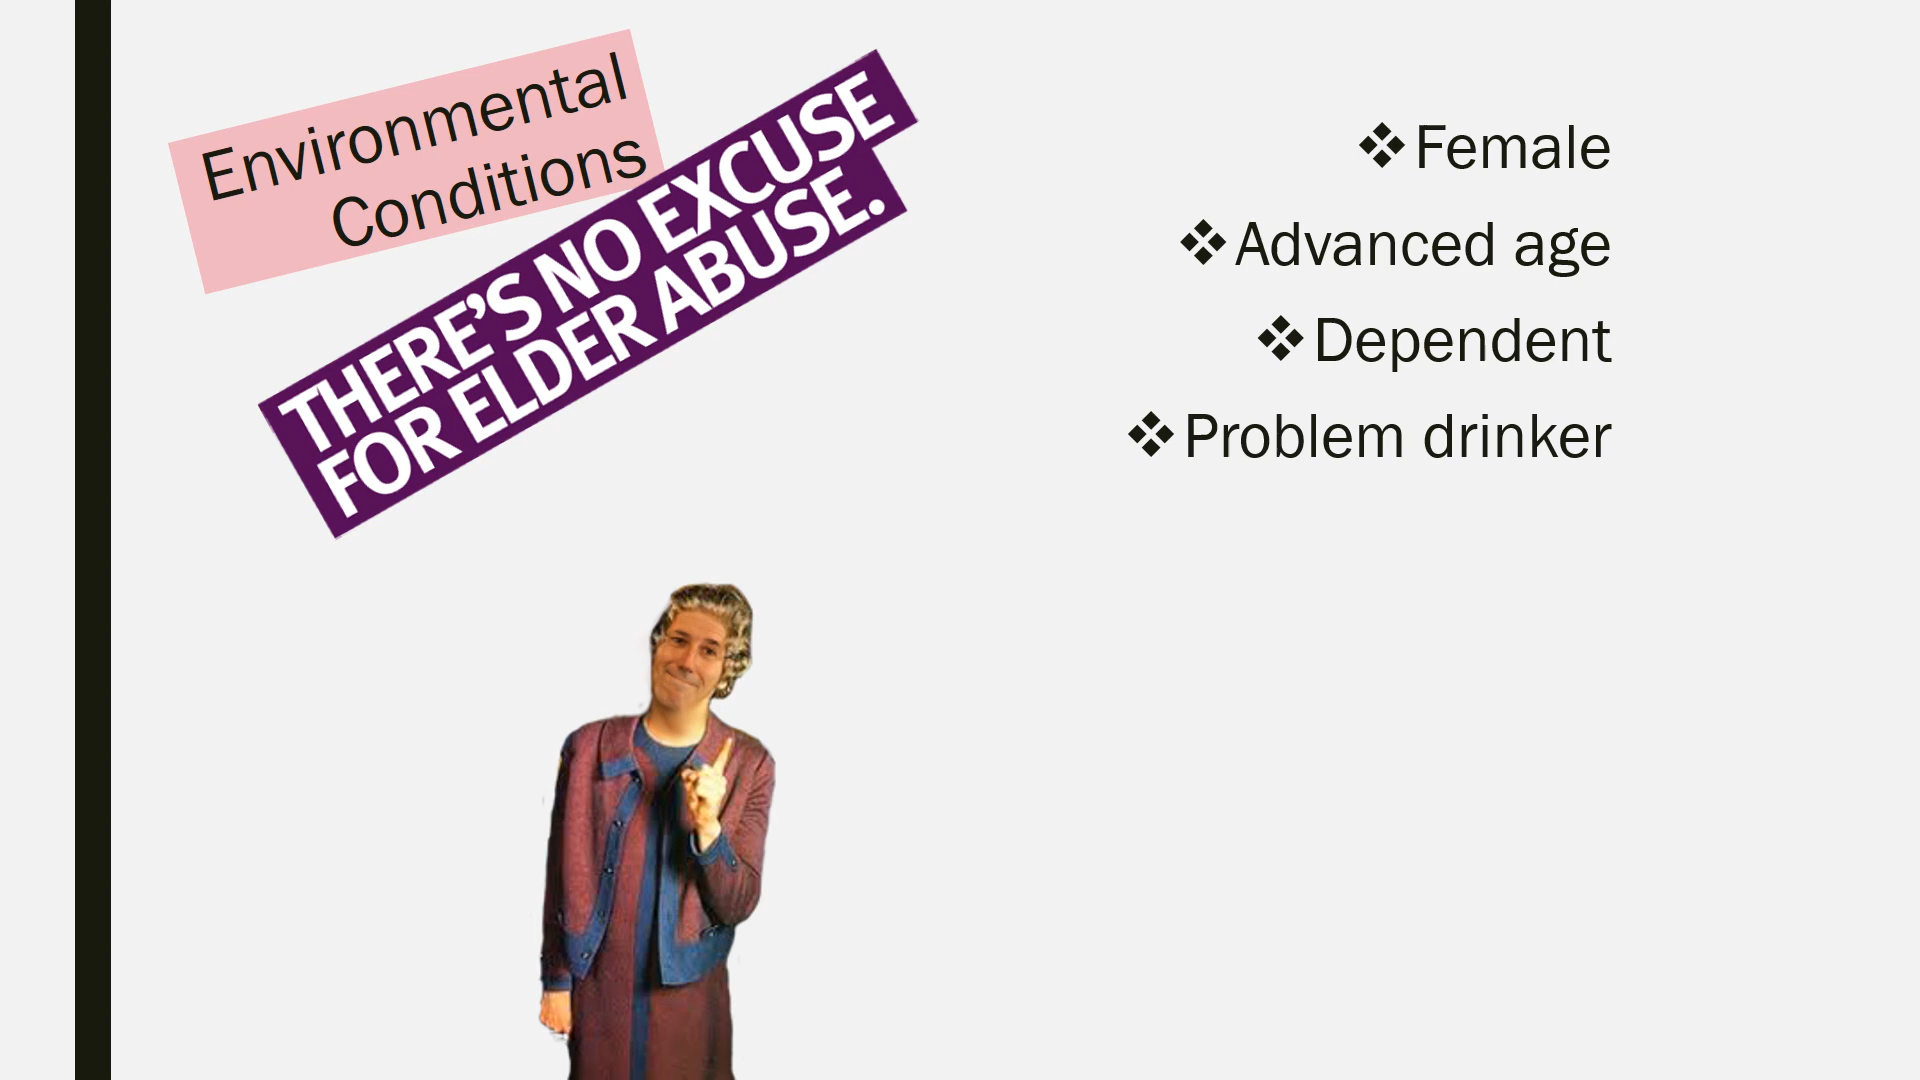 Environmental
Conditions
THERE'S NO EXCUSE
FOR ELDER ABUSE.
❖Female
❖Advanced age
❖Dependent
❖Problem drinker